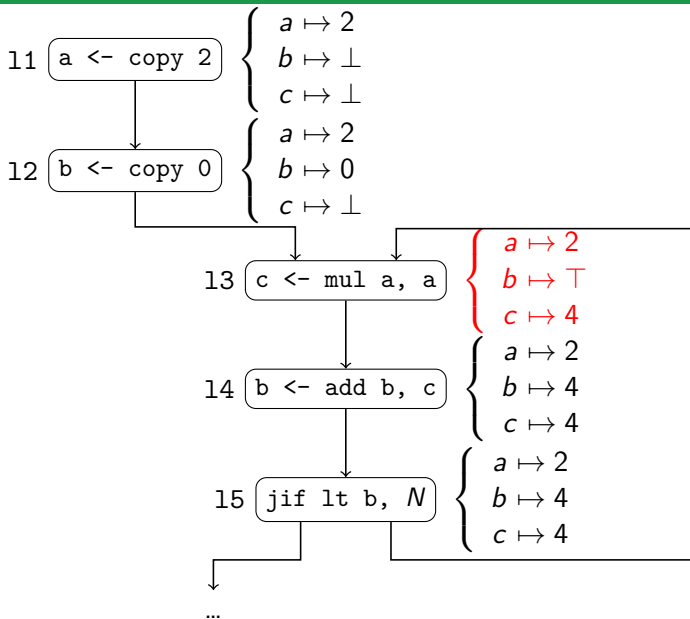 a ↦ 2
l1 a <- copy 2 b ↦ ⊥
c ↦ ⊥
a ↦ 2
l2 b <- copy 0 b ↦ 0
c ↦ ⊥
a ↦ 2
l3 c <- mul a, a b ↦ ⊤
c ↦ 4
a ↦ 2
l4 b <- add b, c b ↦ 4
c ↦ 4
a ↦ 2
l5 jif lt b, N b ↦ 4
c ↦ 4
…